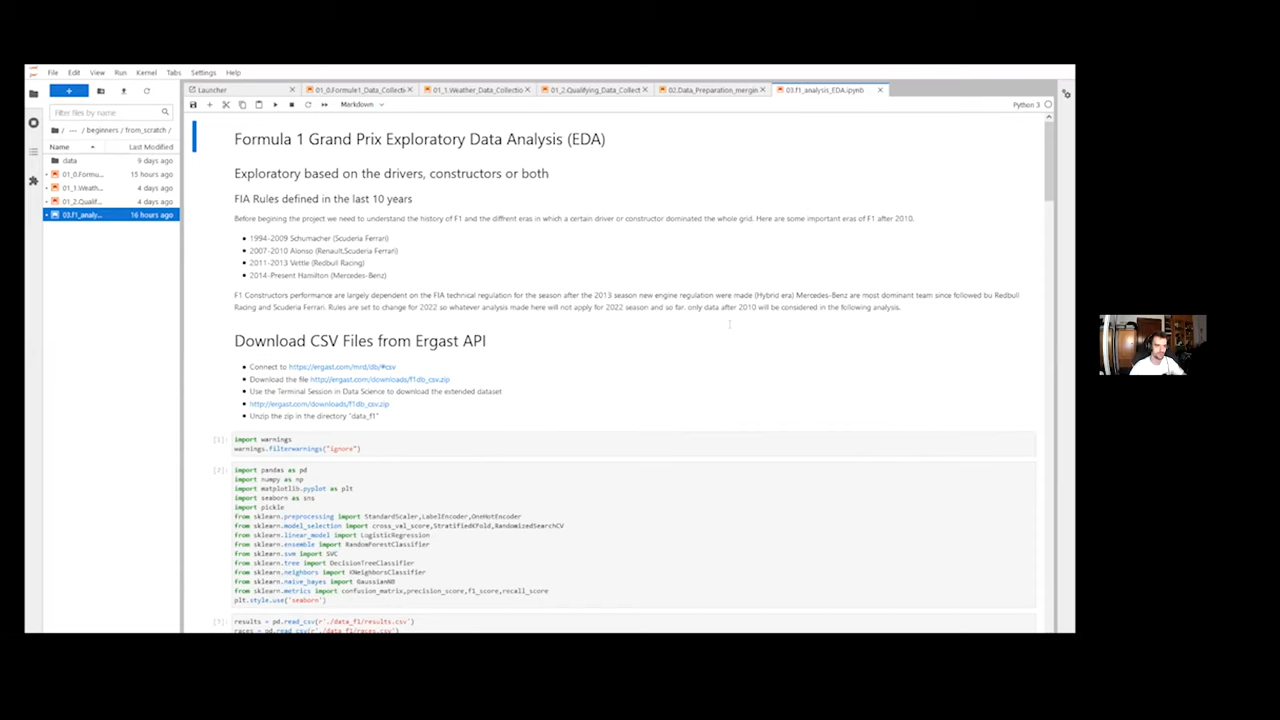 File Edit View Run Kernel Tabs Settings Help
Launcher
01_0.Formule1_Data_Collecti
01_1.Weather_Data_Collectio
01_2.Qualifying_Data_Collect
02.Data_Preparation_mergin
03.f1_analysis_EDA.ipynb
Markdown
Python 3
Filter files by name
/ ··· / beginners / from_scratch /
Name Last Modified
data 9 days ago
01_0.Formu... 15 hours ago
01_1.Weath... 4 days ago
01_2.Qualif... 4 days ago
03.f1_analy... 16 hours ago
Formula 1 Grand Prix Exploratory Data Analysis (EDA)
Exploratory based on the drivers, constructors or both
FIA Rules defined in the last 10 years
Before begining the project we need to understand the history of F1 and the diffrent eras in which a certain driver or constructor dominated the whole grid. Here are some important eras of F1 after 2010.
1994-2009 Schumacher (Scuderia Ferrari)
2007-2010 Alonso (Renault,Scuderia Ferrari)
2011-2013 Vettle (Redbull Racing)
2014-Present Hamilton (Mercedes-Benz)
F1 Constructors performance are largely dependent on the FIA technical regulation for the season after the 2013 season new engine regulation were made (Hybrid era) Mercedes-Benz are most dominant team since followed by Redbull
Racing and Scuderia Ferrari. Rules are set to change for 2022 so whatever analysis made here will not apply for 2022 season and so far. only data after 2010 will be considered in the following analysis.
Download CSV Files from Ergast API
Connect to https://ergast.com/mrd/db/#csv
Download the file http://ergast.com/downloads/f1db_csv.zip
Use the Terminal Session in Data Science to download the extended dataset
http://ergast.com/downloads/f1db_csv.zip
Unzip the zip in the directory "data_f1"
[1]: import warnings
warnings.filterwarnings("ignore")
[2]: import pandas as pd
import numpy as np
import matplotlib.pyplot as plt
import seaborn as sns
import pickle
from sklearn.preprocessing import StandardScaler,LabelEncoder,OneHotEncoder
from sklearn.model_selection import cross_val_score,StratifiedKFold,RandomizedSearchCV
from sklearn.linear_model import LogisticRegression
from sklearn.ensemble import RandomForestClassifier
from sklearn.svm import SVC
from sklearn.tree import DecisionTreeClassifier
from sklearn.neighbors import KNeighborsClassifier
from sklearn.naive_bayes import GaussianNB
from sklearn.metrics import confusion_matrix,precision_score,f1_score,recall_score
plt.style.use('seaborn')
[3]: results = pd.read_csv(r'./data_f1/results.csv')
races = pd.read_csv(r'./data_f1/races.csv')